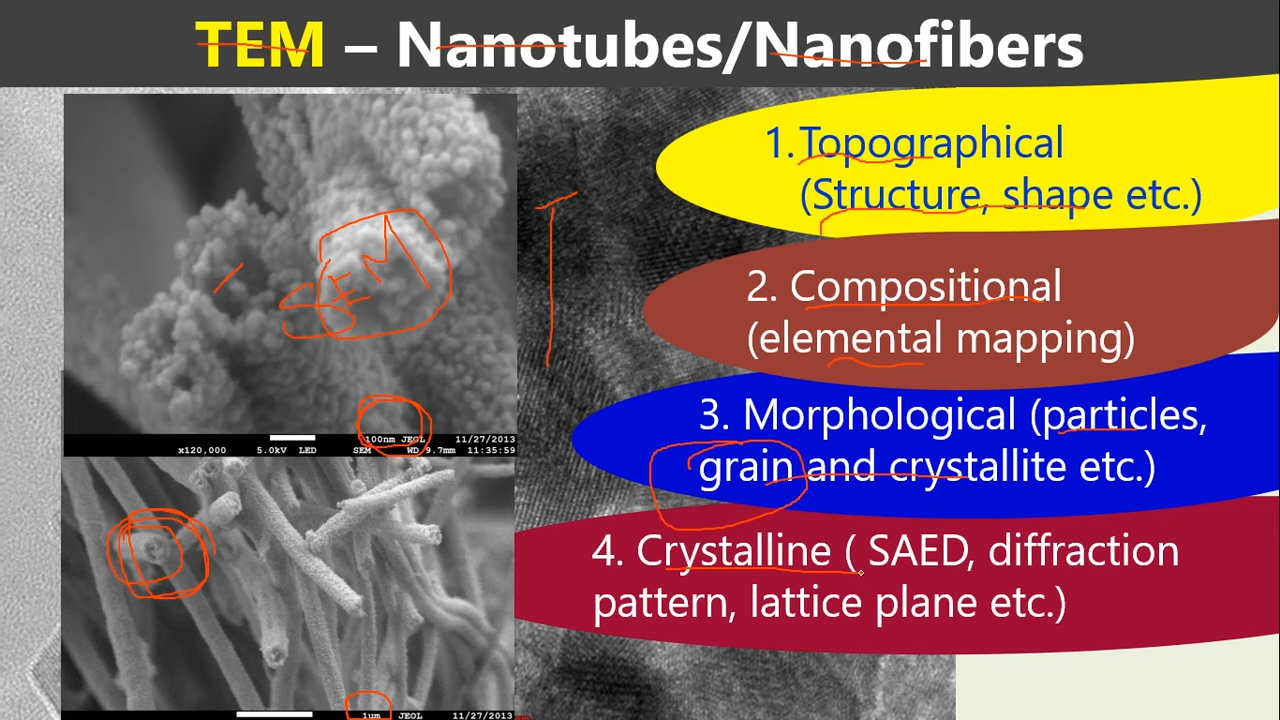 TEM – Nanotubes/Nanofibers
SEM
100nm JEOL 11/27/2013
x120,000 5.0kV LED SEM WD 9.7mm 11:35:59
1um JEOL 11/27/2013
1. Topographical
(Structure, shape etc.)
2. Compositional
(elemental mapping)
3. Morphological (particles,
grain and crystallite etc.)
4. Crystalline ( SAED, diffraction
pattern, lattice plane etc.)